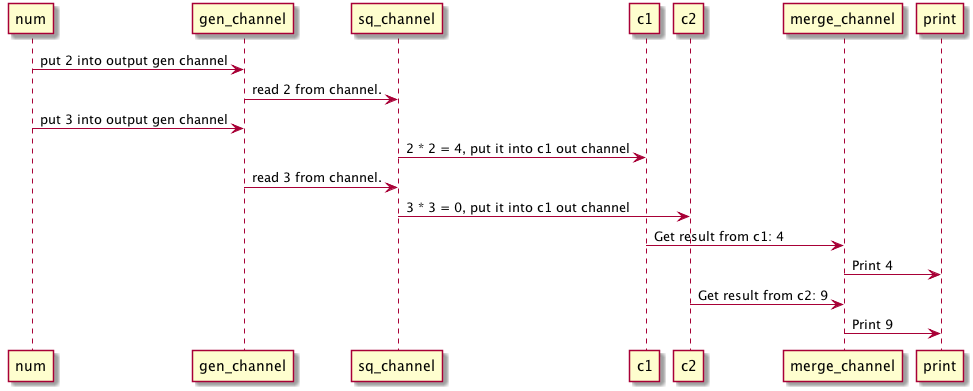 num gen_channel sq_channel c1 c2 merge_channel print
put 2 into output gen channel
read 2 from channel.
put 3 into output gen channel
2 * 2 = 4, put it into c1 out channel
read 3 from channel.
3 * 3 = 0, put it into c1 out channel
Get result from c1: 4
Print 4
Get result from c2: 9
Print 9
num gen_channel sq_channel c1 c2 merge_channel print